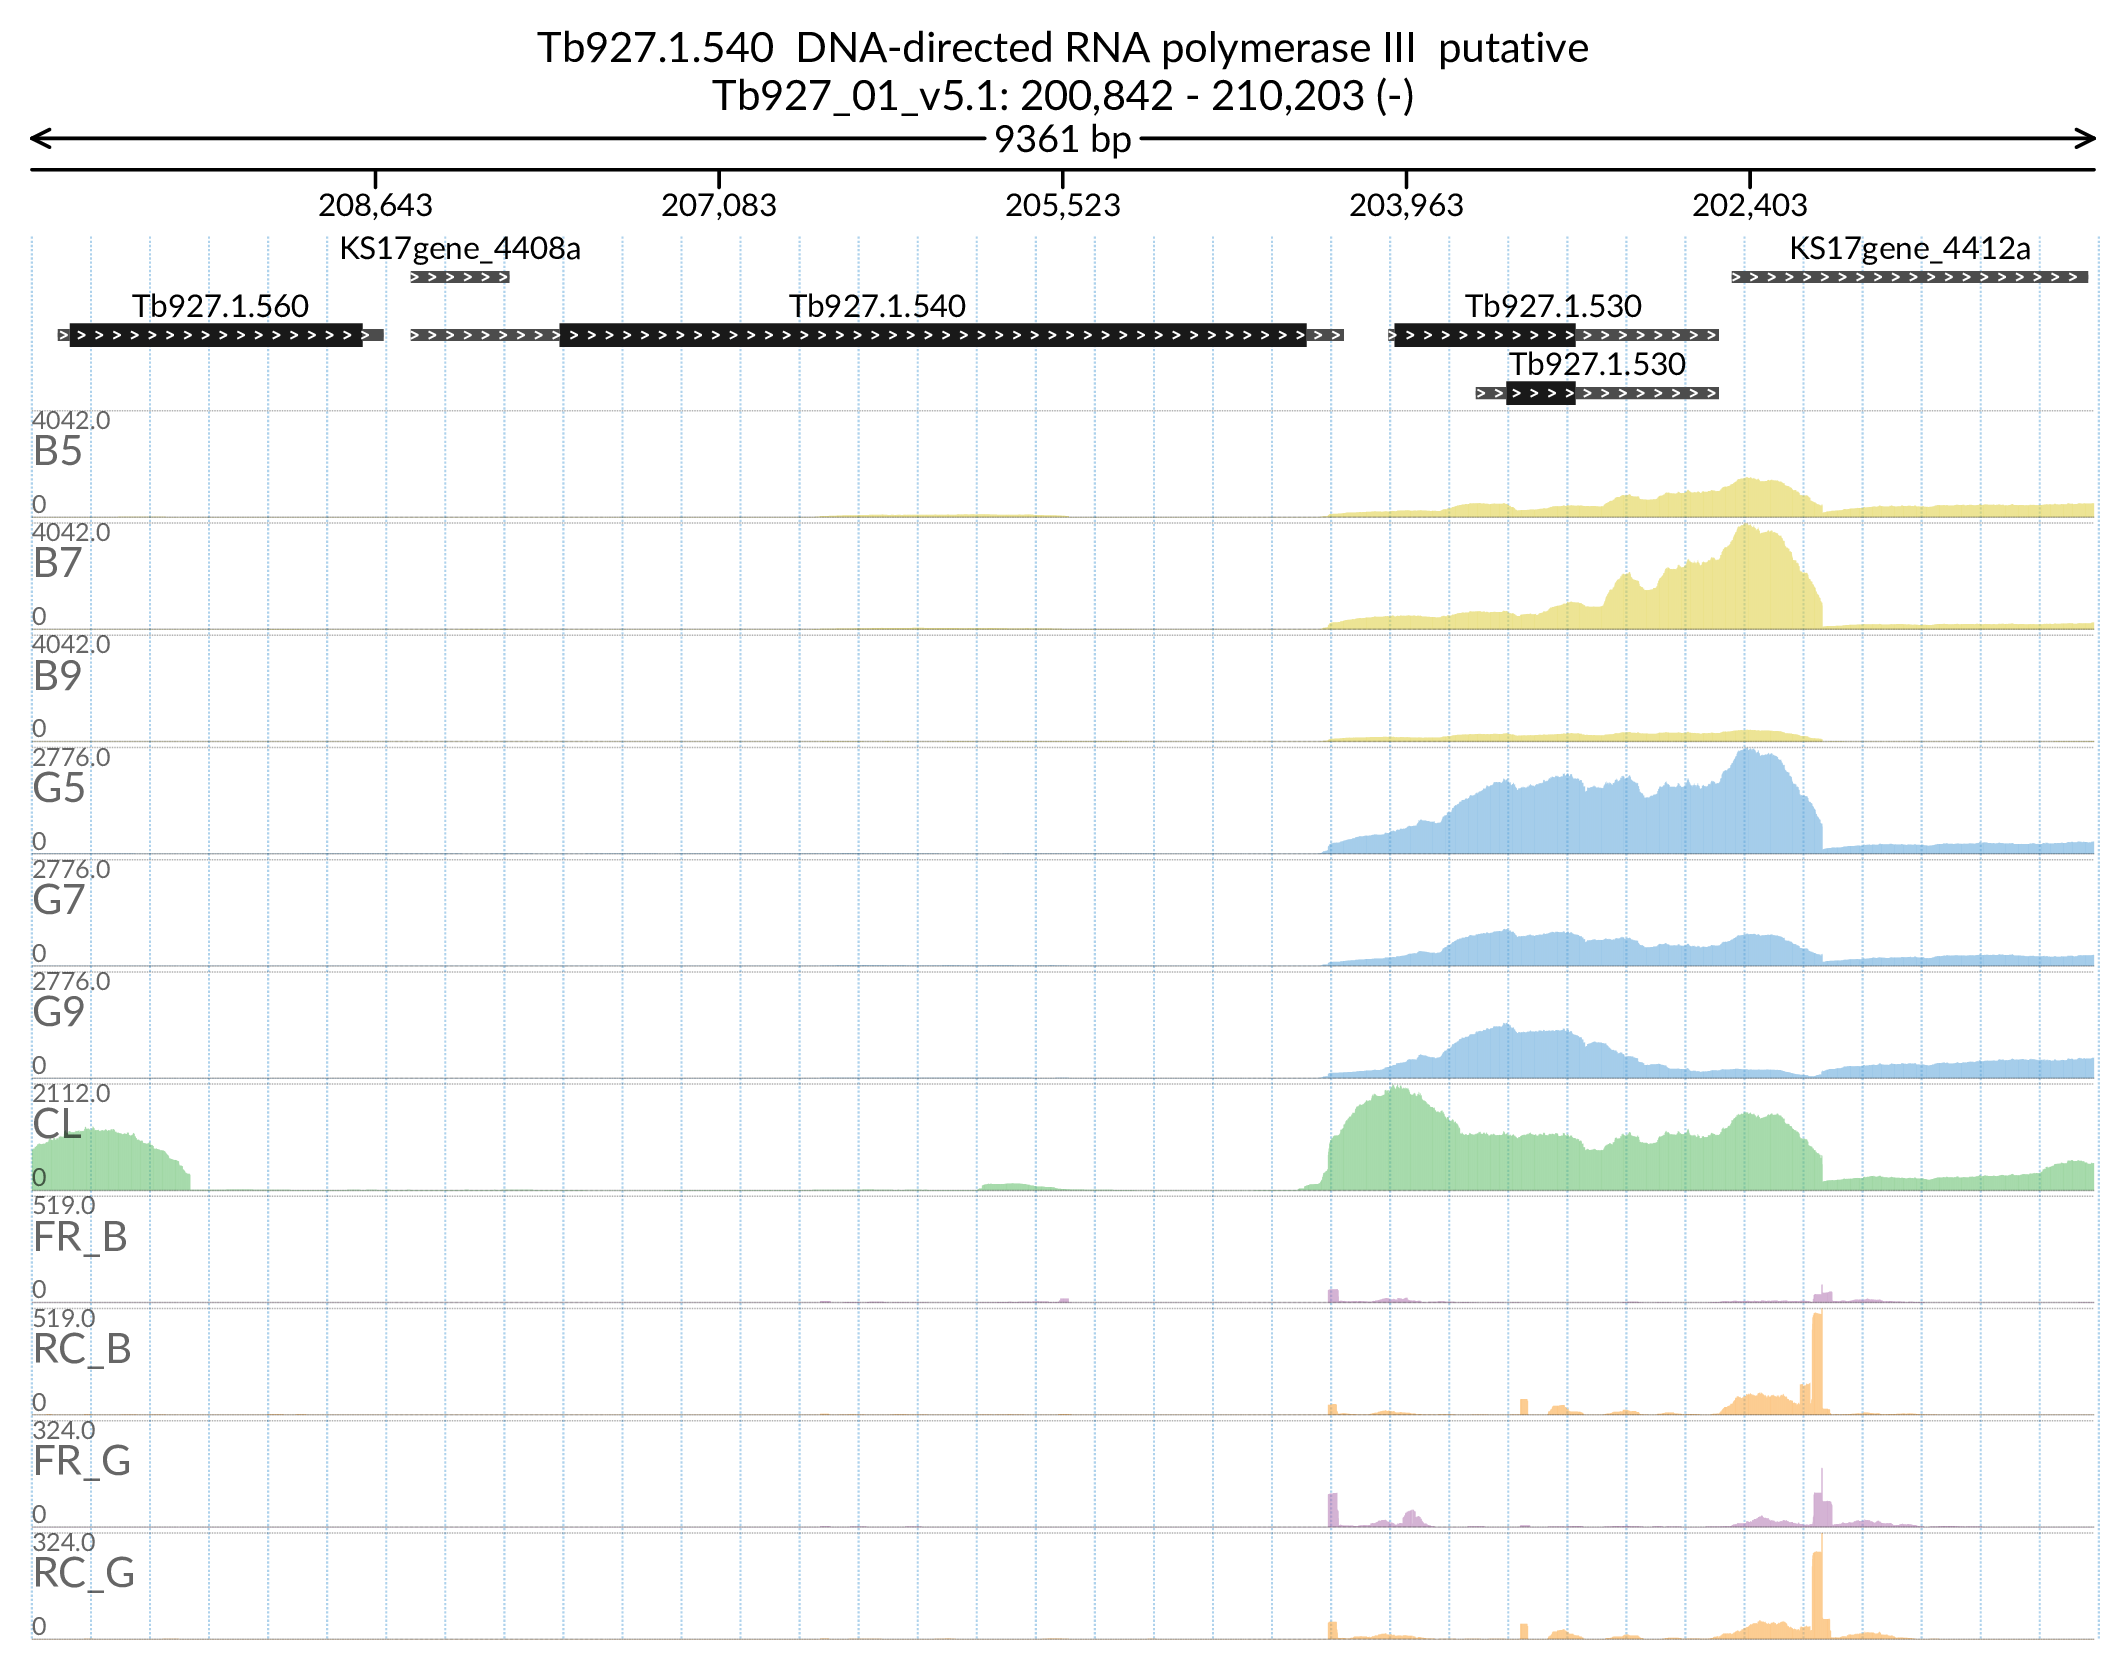 Tb927.1.540 DNA-directed RNA polymerase III putative
Tb927_01_v5.1: 200,842 - 210,203 (-)
9361 bp
208,643 207,083 205,523 203,963 202,403
KS17gene_4408a KS17gene_4412a
Tb927.1.560 Tb927.1.540 Tb927.1.530
Tb927.1.530
4042.0
B5
0
4042.0
B7
0
4042.0
B9
0
2776.0
G5
0
2776.0
G7
0
2776.0
G9
0
2112.0
CL
0
519.0
FR_B
0
519.0
RC_B
0
324.0
FR_G
0
324.0
RC_G
0